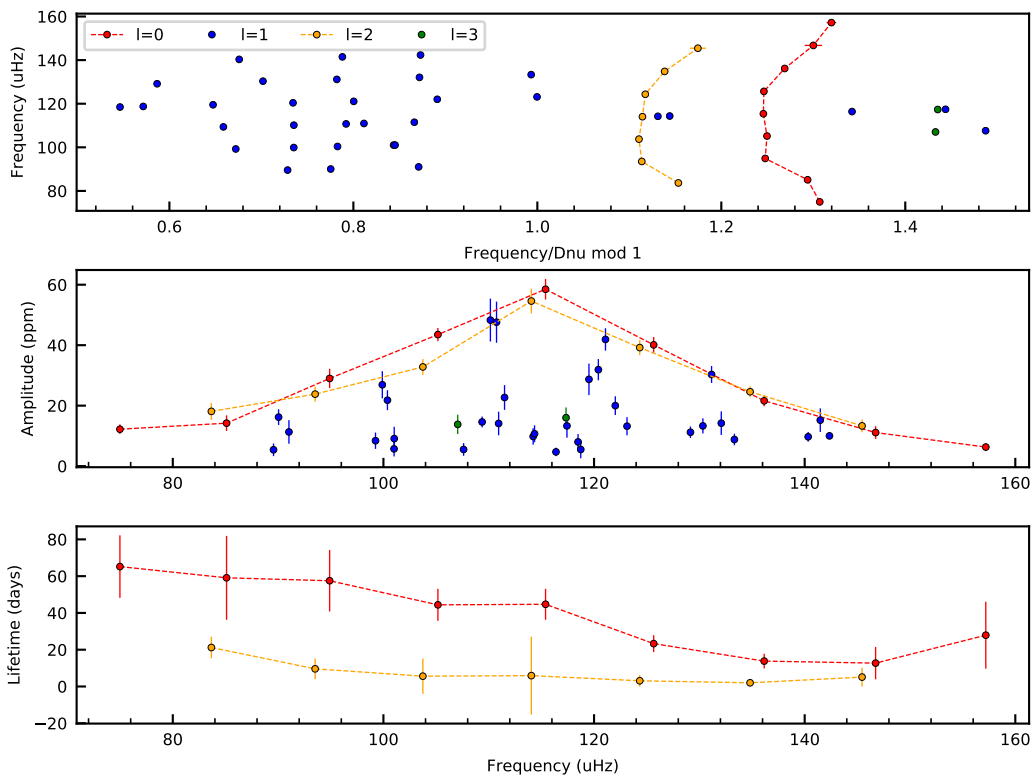 160
140
120
100
80
Frequency (uHz)
l=0 l=1 l=2 l=3
0.6 0.8 1.0 1.2 1.4
Frequency/Dnu mod 1
60
40
20
0
Amplitude (ppm)
80 100 120 140 160
80
60
40
20
0
−20
Lifetime (days)
80 100 120 140 160
Frequency (uHz)